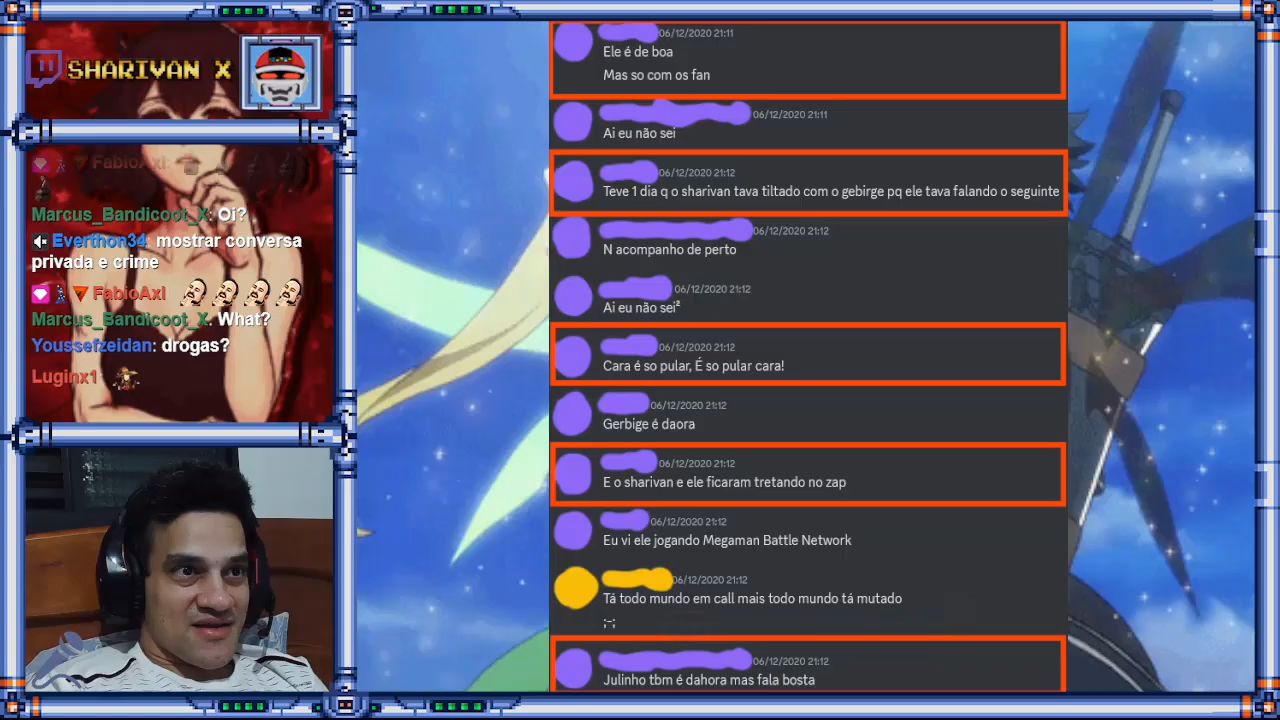 SHARIVAN X
FabioAxl:
Marcus_Bandicoot_X: Oi?
Everthon34: mostrar conversa
privada e crime
FabioAxl
Marcus_Bandicoot_X: What?
Youssefzeidan: drogas?
Luginx1
06/12/2020 21:11
Ele é de boa
Mas so com os fan
06/12/2020 21:11
Ai eu não sei
06/12/2020 21:12
Teve 1 dia q o sharivan tava tiltado com o gebirge pq ele tava falando o seguinte
06/12/2020 21:12
N acompanho de perto
06/12/2020 21:12
Ai eu não sei²
06/12/2020 21:12
Cara é so pular, É so pular cara!
06/12/2020 21:12
Gerbige é daora
06/12/2020 21:12
E o sharivan e ele ficaram tretando no zap
06/12/2020 21:12
Eu vi ele jogando Megaman Battle Network
06/12/2020 21:12
Tá todo mundo em call mais todo mundo tá mutado
;-;
06/12/2020 21:12
Julinho tbm é dahora mas fala bosta